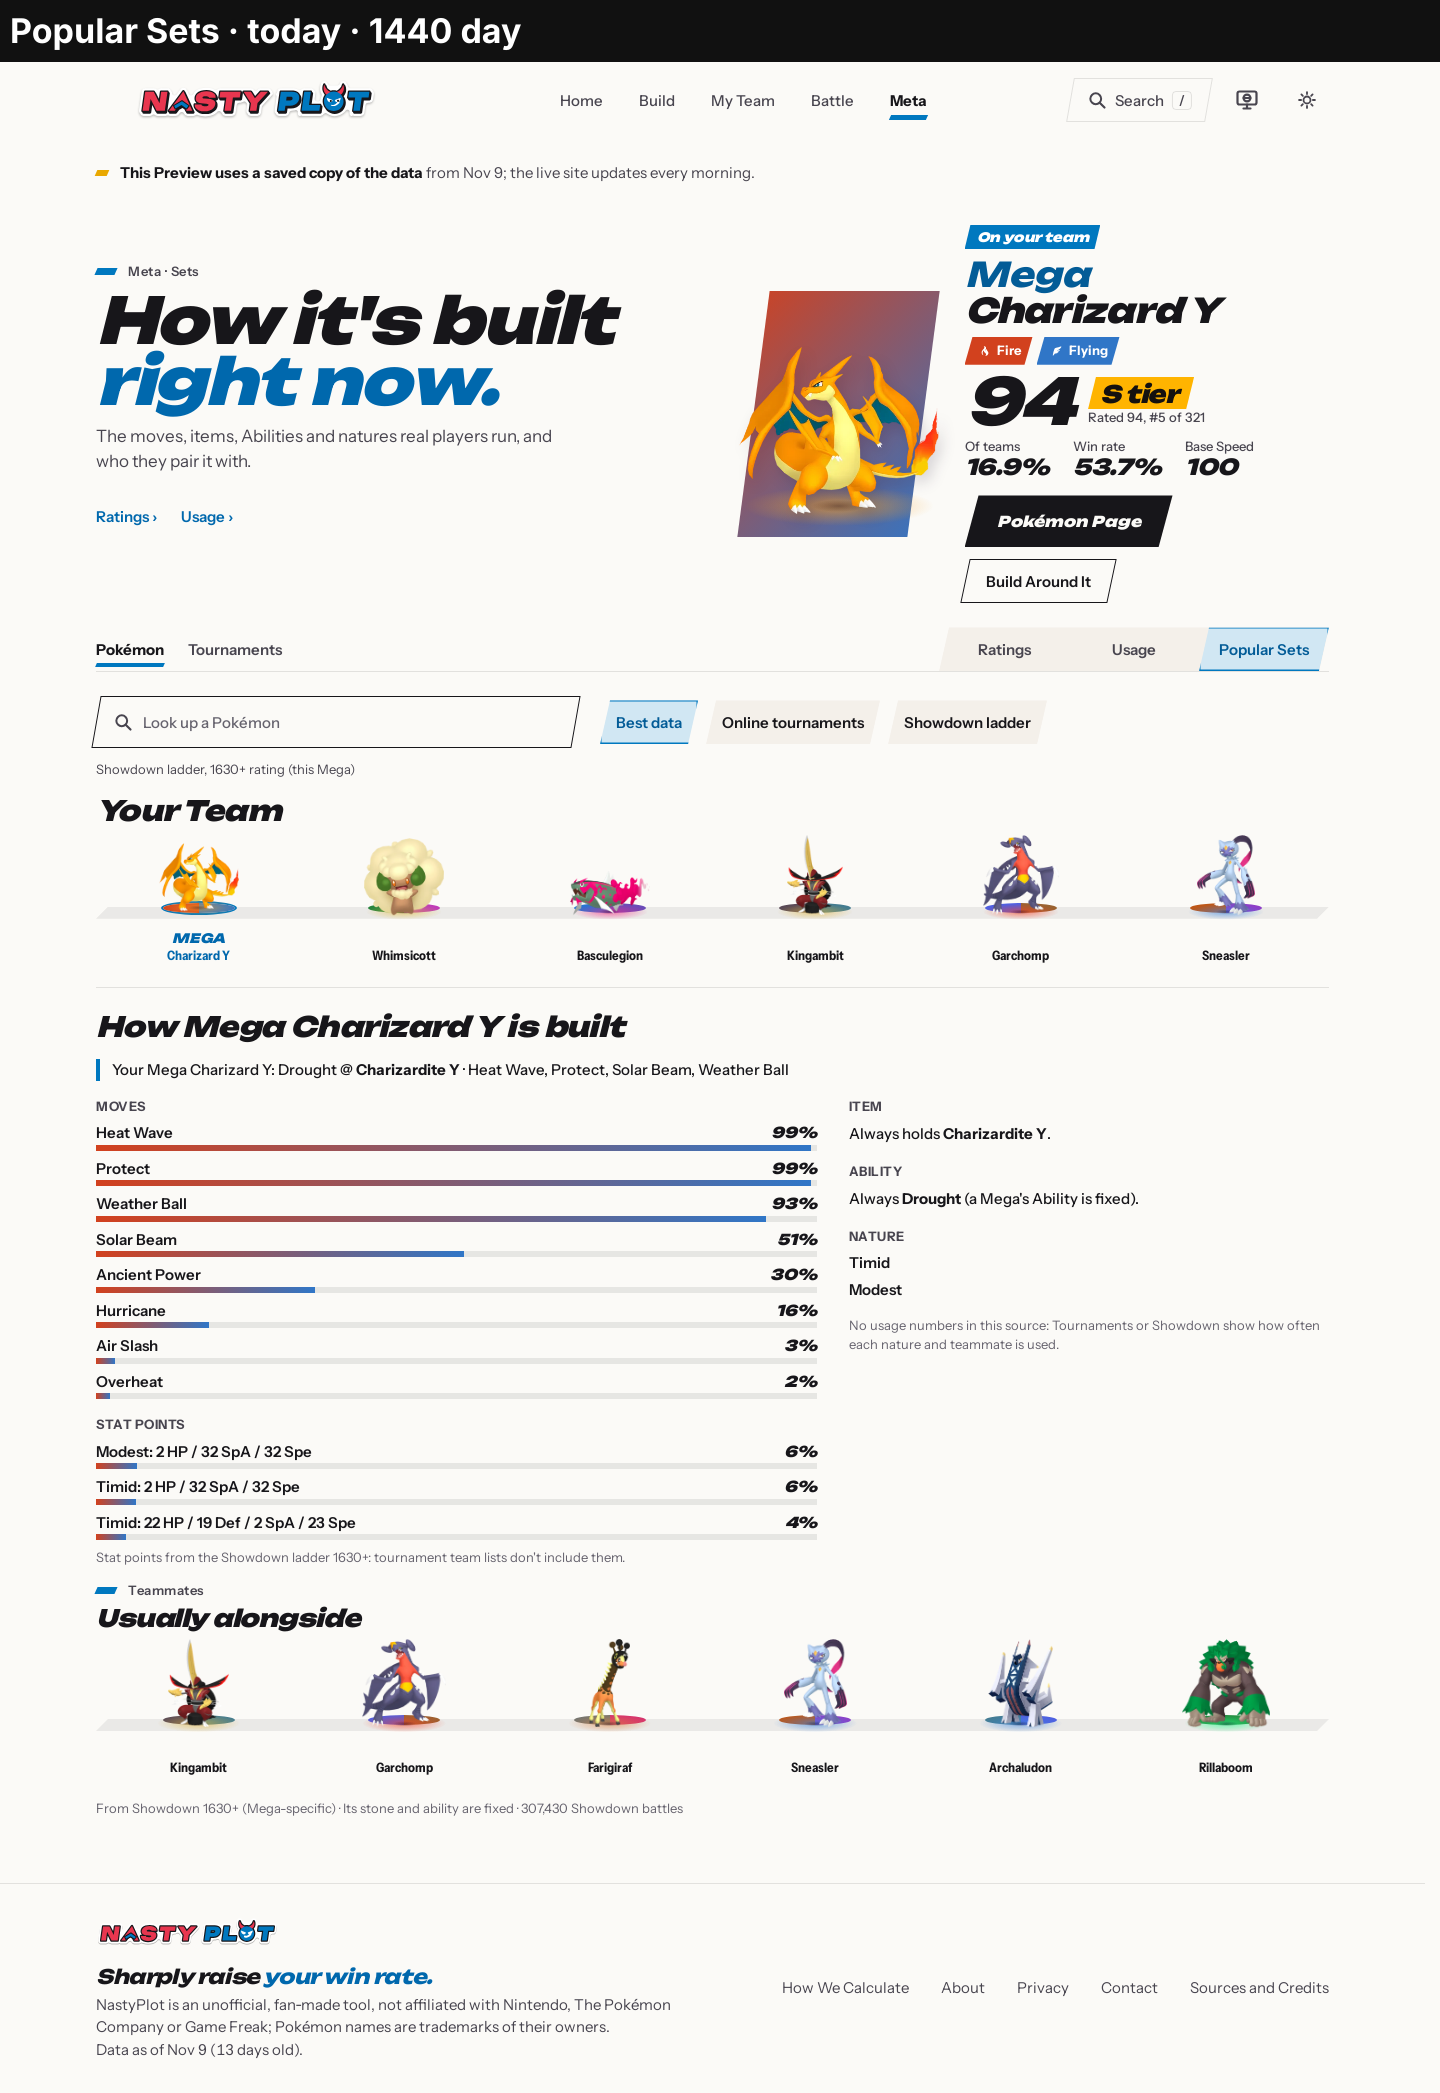 Popular Sets · today · 1440 day
NASTY PLOT
Home
Build
My Team
Battle
Meta
Search /
This Preview uses a saved copy of the data from Nov 9; the live site updates every morning.
Meta · Sets
How it's built
right now.
The moves, items, Abilities and natures real players run, and
who they pair it with.
Ratings ›
Usage ›
On your team
Mega
Charizard Y
Fire
Flying
94
S tier
Rated 94, #5 of 321
Of teams
16.9%
Win rate
53.7%
Base Speed
100
Pokémon Page
Build Around It
Pokémon
Tournaments
Ratings
Usage
Popular Sets
Look up a Pokémon
Best data
Online tournaments
Showdown ladder
Showdown ladder, 1630+ rating (this Mega)
Your Team
MEGA
Charizard Y
Whimsicott
Basculegion
Kingambit
Garchomp
Sneasler
How Mega Charizard Y is built
Your Mega Charizard Y: Drought @ Charizardite Y · Heat Wave, Protect, Solar Beam, Weather Ball
MOVES
Heat Wave 99%
Protect 99%
Weather Ball 93%
Solar Beam 51%
Ancient Power 30%
Hurricane 16%
Air Slash 3%
Overheat 2%
STAT POINTS
Modest: 2 HP / 32 SpA / 32 Spe 6%
Timid: 2 HP / 32 SpA / 32 Spe 6%
Timid: 22 HP / 19 Def / 2 SpA / 23 Spe 4%
Stat points from the Showdown ladder 1630+: tournament team lists don't include them.
ITEM
Always holds Charizardite Y.
ABILITY
Always Drought (a Mega's Ability is fixed).
NATURE
Timid
Modest
No usage numbers in this source: Tournaments or Showdown show how often
each nature and teammate is used.
Teammates
Usually alongside
Kingambit
Garchomp
Farigiraf
Sneasler
Archaludon
Rillaboom
From Showdown 1630+ (Mega-specific) · Its stone and ability are fixed · 307,430 Showdown battles
NASTY PLOT
Sharply raise your win rate.
NastyPlot is an unofficial, fan-made tool, not affiliated with Nintendo, The Pokémon
Company or Game Freak; Pokémon names are trademarks of their owners.
Data as of Nov 9 (13 days old).
How We Calculate
About
Privacy
Contact
Sources and Credits